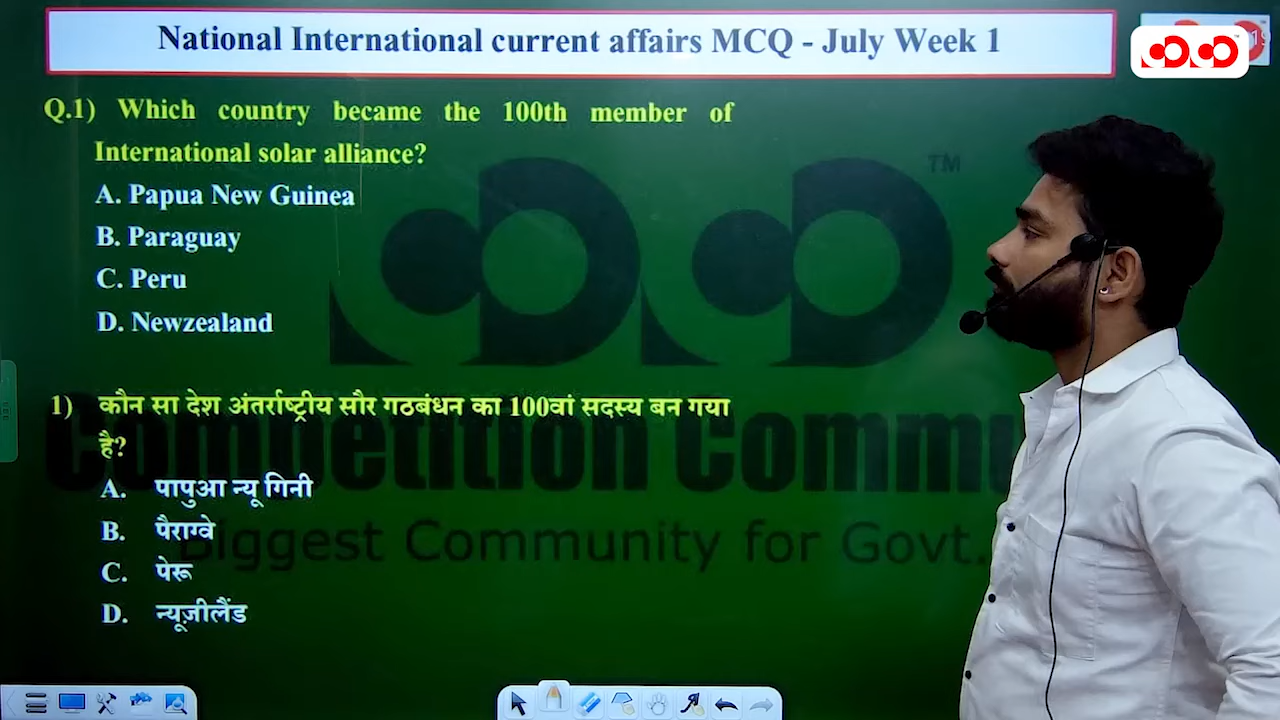 National International current affairs MCQ - July Week 1
Q.1) Which country became the 100th member of
International solar alliance?
A. Papua New Guinea
B. Paraguay
C. Peru
D. Newzealand
TM
1) कौन सा देश अंतर्राष्ट्रीय सौर गठबंधन का 100वां सदस्य बन गया
है?
Competition Commu
A. पापुआ न्यू गिनी
B. पैराग्वे
Biggest Community for Govt.
C. पेरू
D. न्यूज़ीलैंड